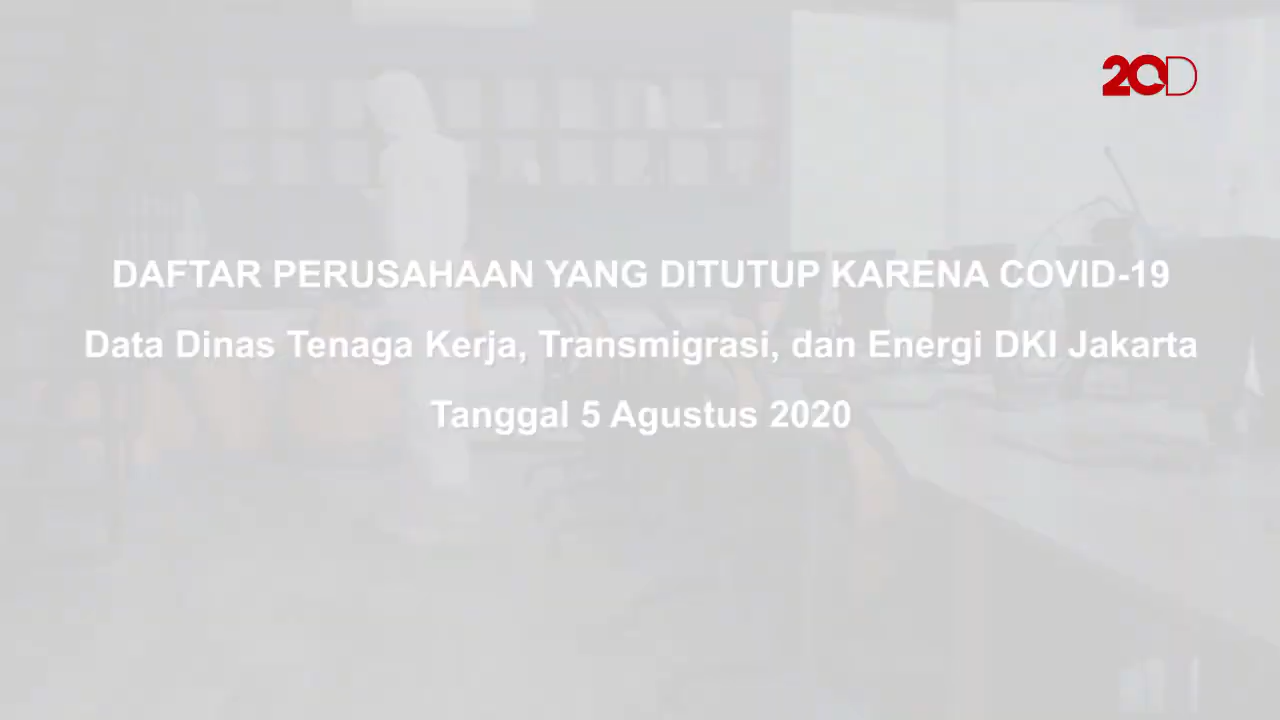 20D
DAFTAR PERUSAHAAN YANG DITUTUP KARENA COVID-19
Data Dinas Tenaga Kerja, Transmigrasi, dan Energi DKI Jakarta
Tanggal 5 Agustus 2020